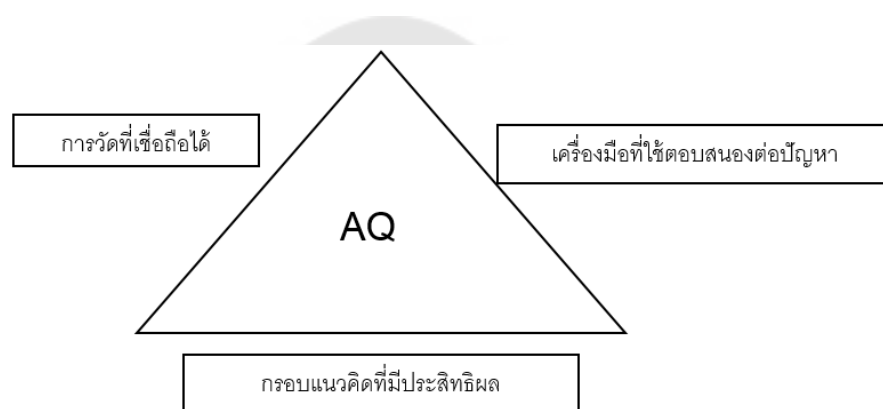 การวัดที่เชื่อถือได้
เครื่องมือที่ใช้ตอบสนองต่อปัญหา
AQ
กรอบแนวคิดที่มีประสิทธิผล